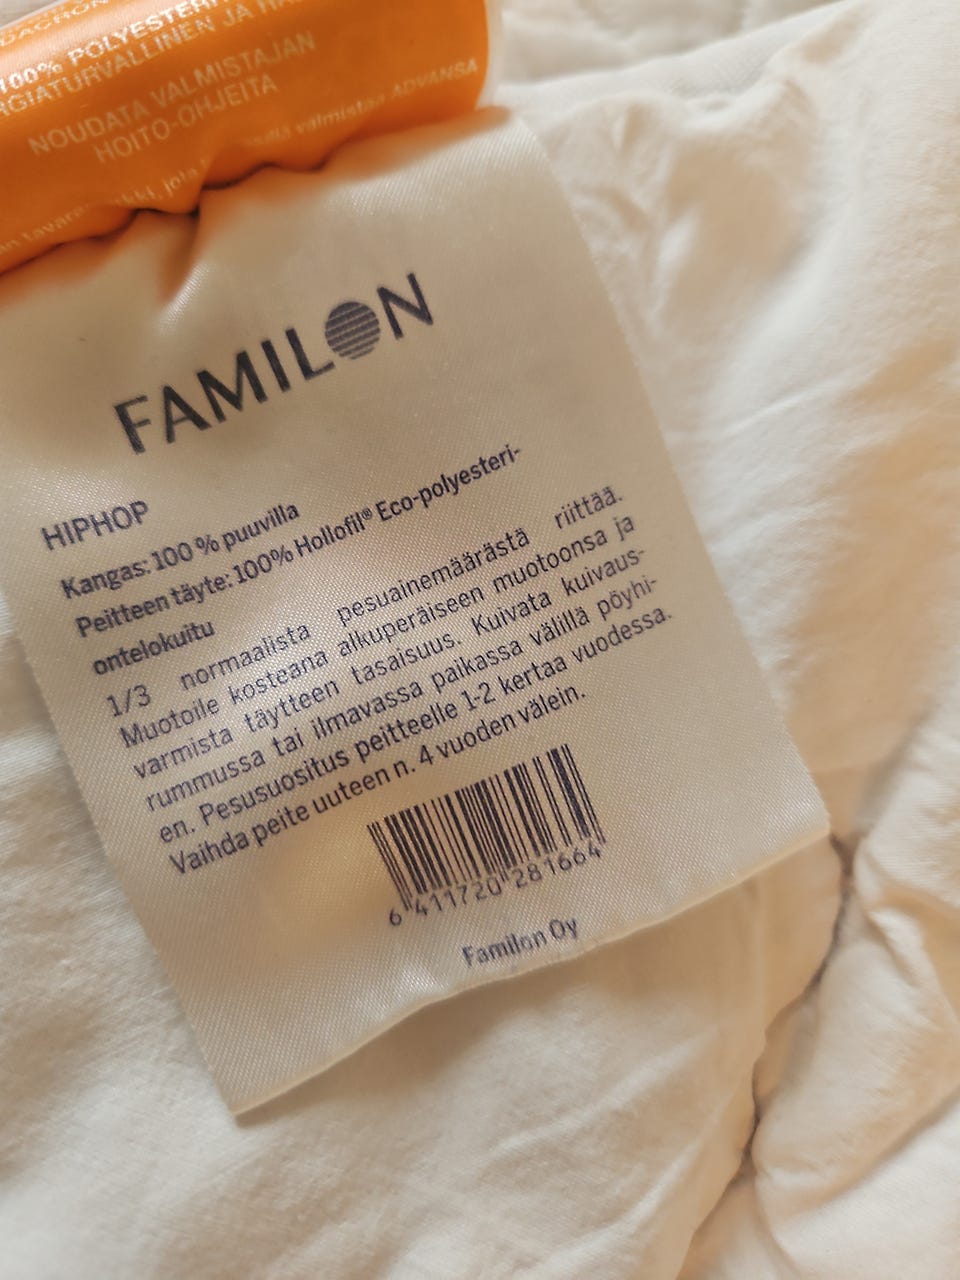 100% POLYESTERI
NOUDATA VALMISTAJAN
HOITO-OHJEITA
valmistaa ADVANSA
FAMILON
HIPHOP
Kangas: 100 % puuvilla
Peitteen täyte: 100% Hollofil® Eco-polyesteri-
ontelokuitu
1/3 normaalista pesuainemäärästä riittää.
Muotoile kosteana alkuperäiseen muotoonsa ja
varmista täytteen tasaisuus. Kuivata kuivaus-
rummussa tai ilmavassa paikassa välillä pöyhi-
en. Pesusuositus peitteelle 1-2 kertaa vuodessa.
Vaihda peite uuteen n. 4 vuoden välein.
6 411720 281664
Familon Oy